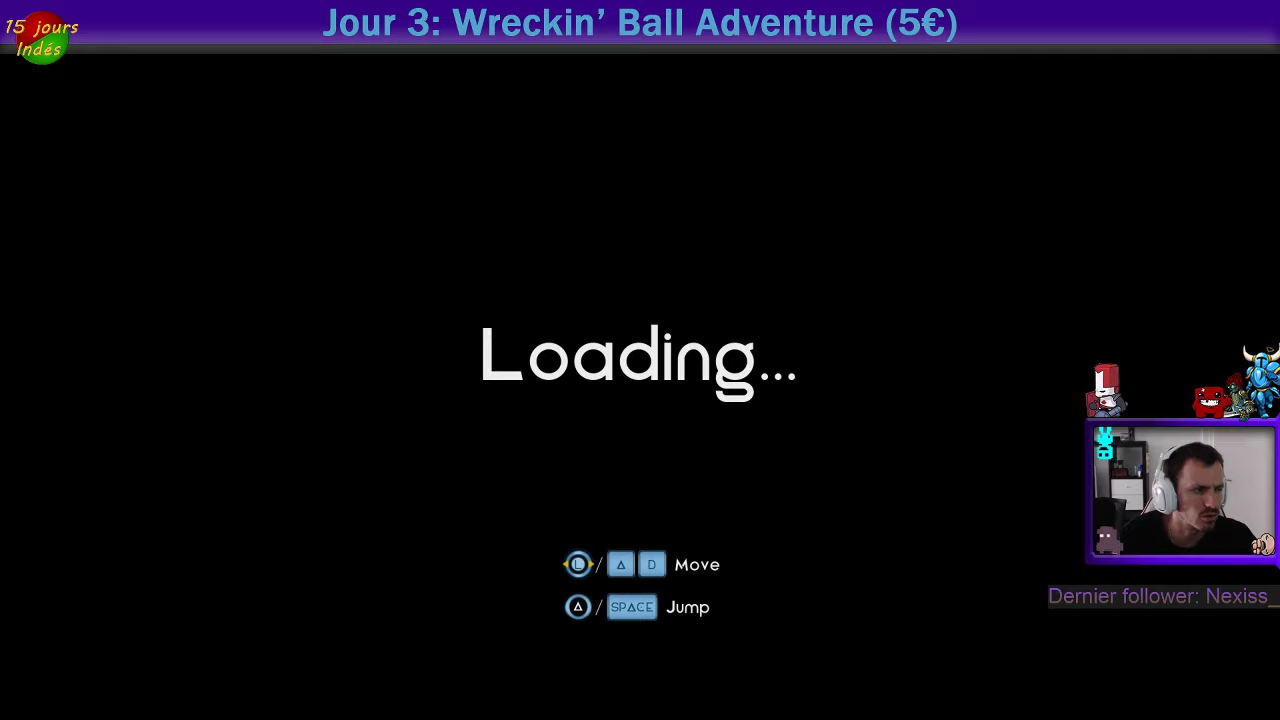 15 jours
Indés
Jour 3: Wreckin’ Ball Adventure (5€)
Loading...
L / A D Move
A / SPACE Jump
Dernier follower: Nexiss_